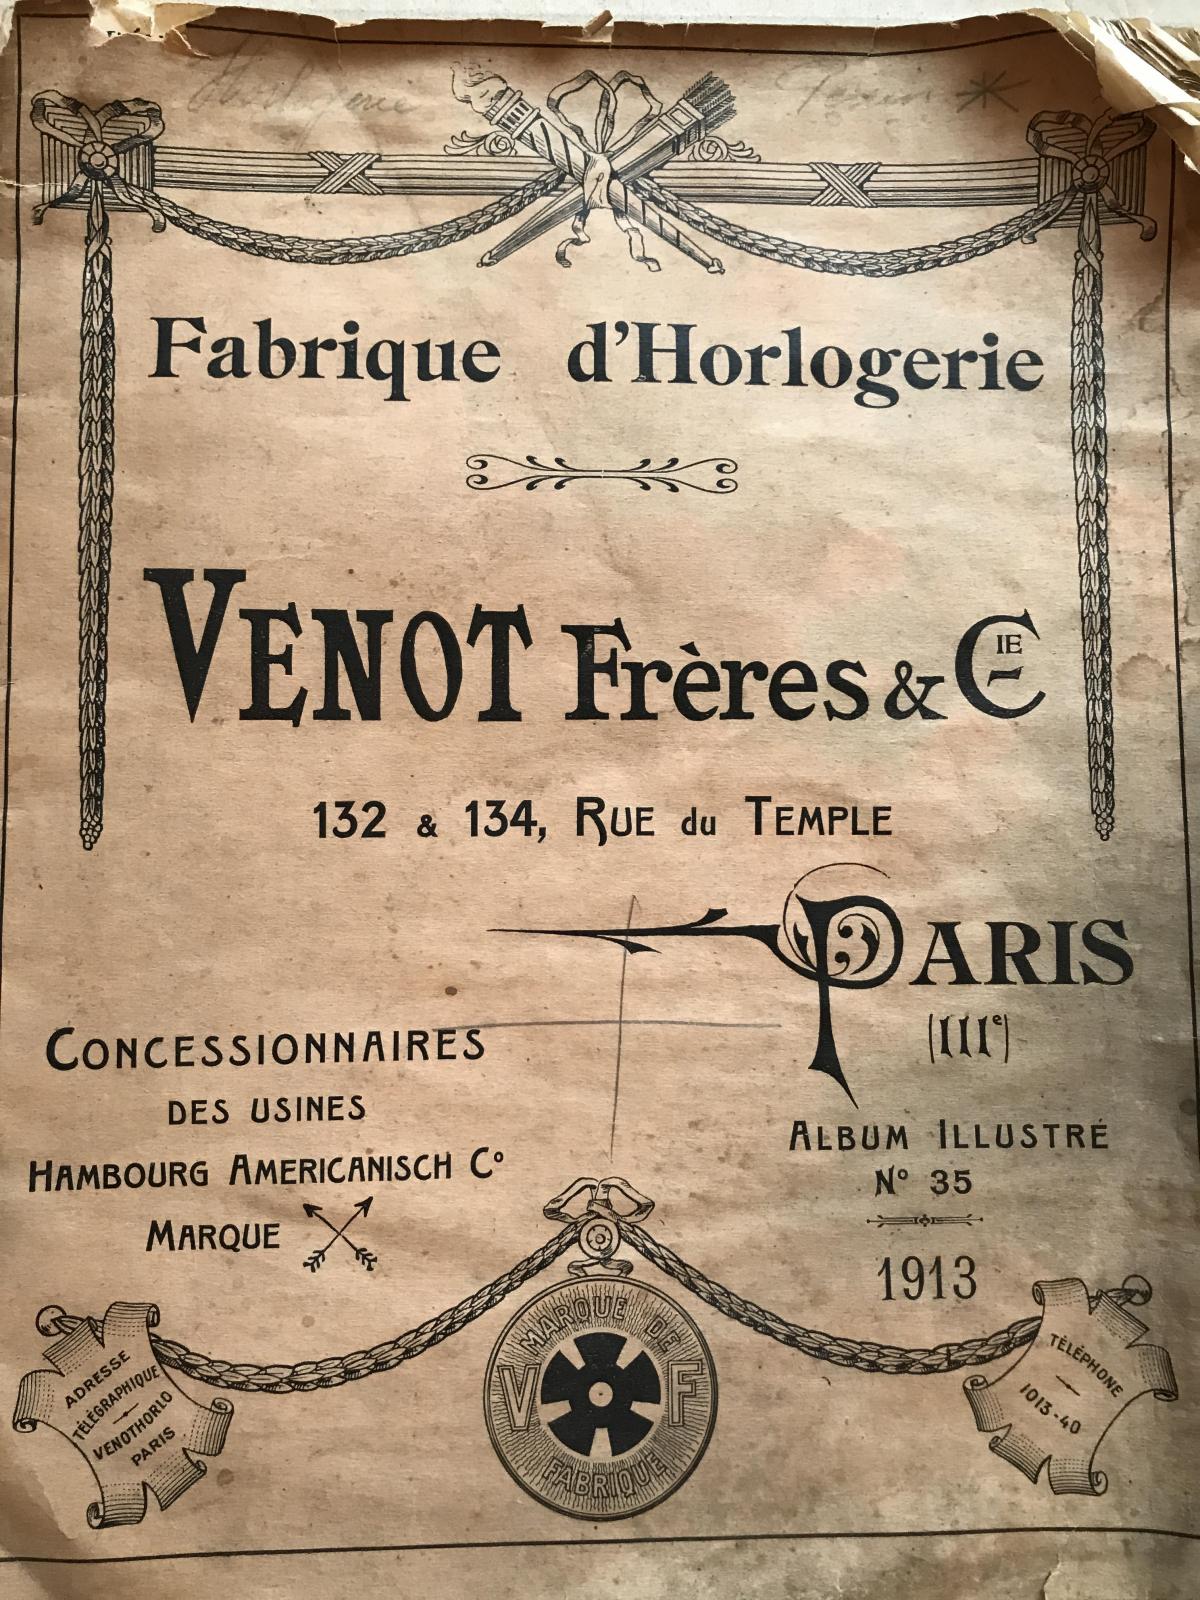 Horlogerie
Fabrique d'Horlogerie
VENOT Frères & CIE
132 & 134, RUE du TEMPLE
PARIS
(IIIe)
CONCESSIONNAIRES
DES USINES
HAMBOURG AMERICANISCH Co
MARQUE
ALBUM ILLUSTRÉ
No 35
1913
ADRESSE
TÉLÉGRAPHIQUE
VENOTHORLO
PARIS
MARQUE DE
V F
FABRIQUE
TÉLÉPHONE
1013-40